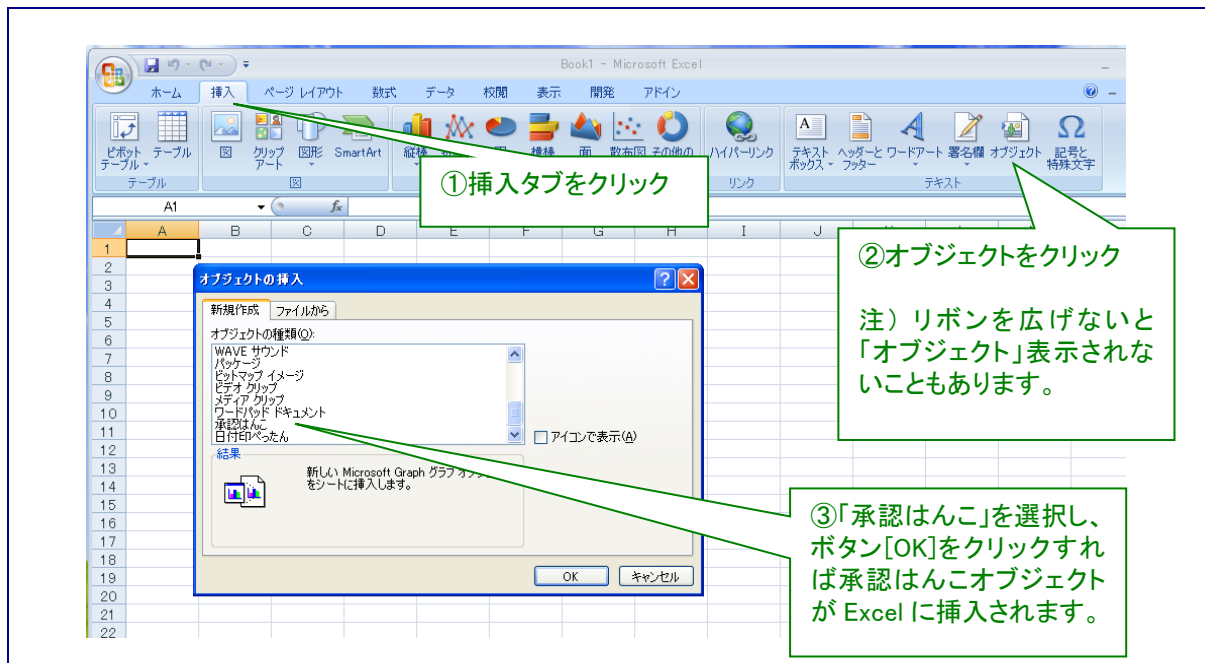 Book1 - Microsoft Excel
ホーム 挿入 ページ レイアウト 数式 データ 校閲 表示 開発 アドイン
ピボット テーブル 図 クリップ 図形 SmartArt 面 散布図 その他の ハイパーリンク テキスト ヘッダーと ワードアート 署名欄 オブジェクト 記号と
テーブル アート ボックス フッター 特殊文字
テーブル 図 リンク テキスト
①挿入タブをクリック
A1 fx
A B C D E F G H I J
1
2
3
4
5
6
7
8
9
10
11
12
13
14
15
16
17
18
19
20
21
22
オブジェクトの挿入
新規作成 ファイルから
オブジェクトの種類(O):
WAVE サウンド
パッケージ
ビットマップ イメージ
ビデオ クリップ
メディア クリップ
ワードパッド ドキュメント
承認はんこ
日付印ぺったん
アイコンで表示(A)
結果
新しい Microsoft Graph グラフ
をシートに挿入します。
OK キャンセル
②オブジェクトをクリック
注）リボンを広げないと
「オブジェクト」表示されな
いこともあります。
③「承認はんこ」を選択し、
ボタン[OK]をクリックすれ
ば承認はんこオブジェクト
が Excel に挿入されます。